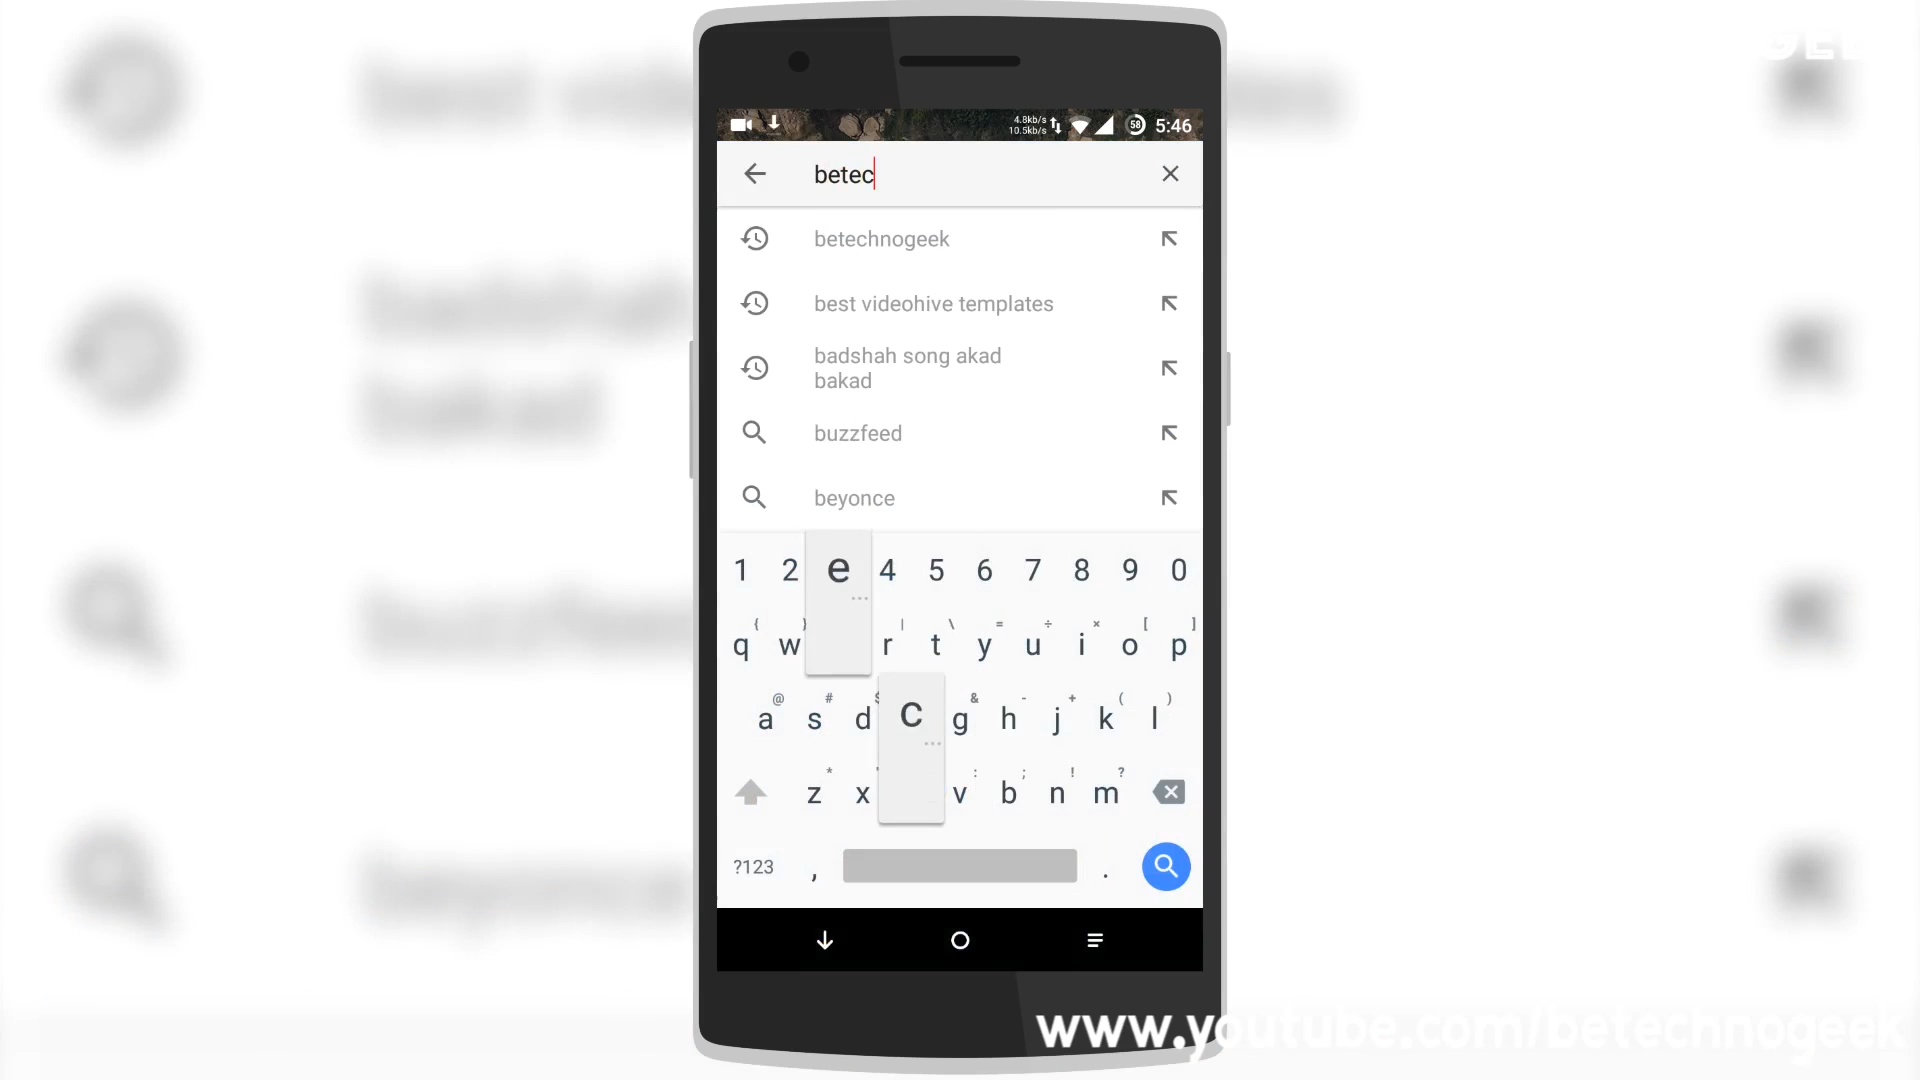 4.8kb/s
10.5kb/s
58
5:46
betec
betechnogeek
best videohive templates
badshah song akad
bakad
buzzfeed
beyonce
1 2 e 4 5 6 7 8 9 0
{ } | \ = ÷ × [ ]
q w r t y u i o p
@ # $ & - + ( )
a s d c g h j k l
* " : ; ! ?
z x v b n m
?123 , .
www.youtube.com/betechnogeek